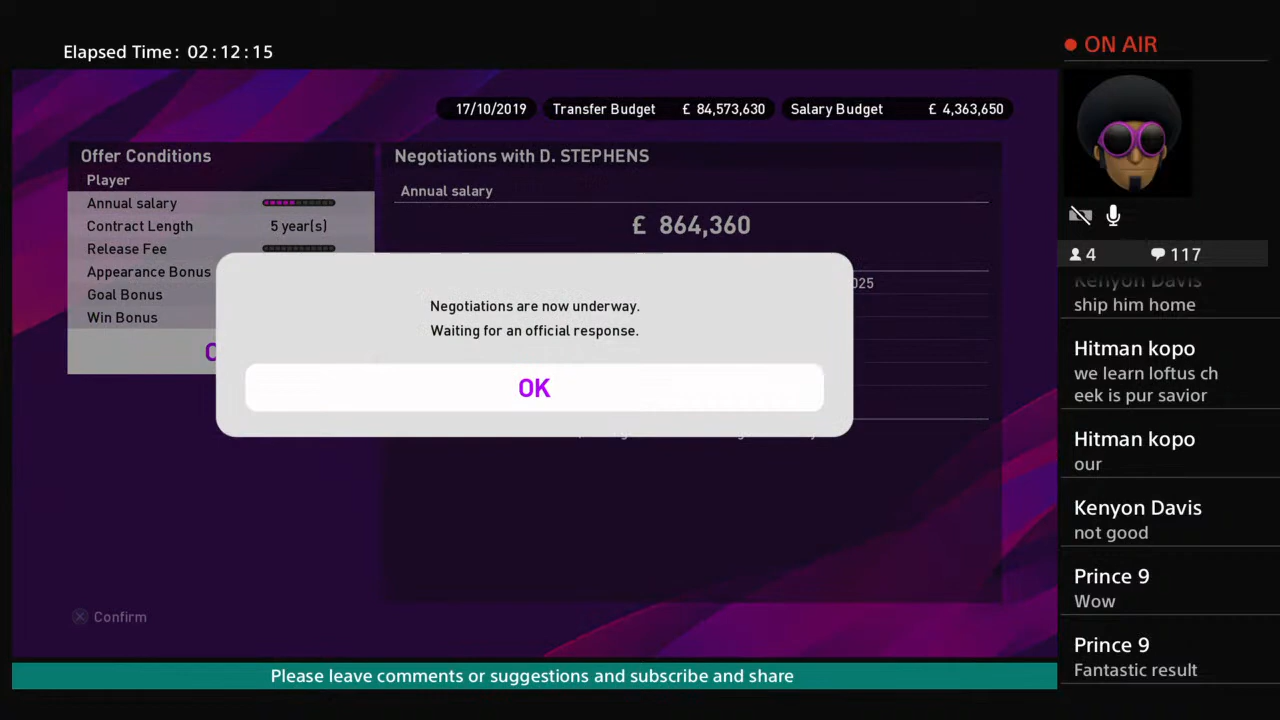 Elapsed Time: 02:12:15
ON AIR
17/10/2019
Transfer Budget £ 84,573,630
Salary Budget £ 4,363,650
Offer Conditions
Player
Annual salary
Contract Length 5 year(s)
Release Fee
Appearance Bonus
Goal Bonus
Win Bonus
Negotiations with D. STEPHENS
Annual salary
£ 864,360
Negotiations are now underway.
Waiting for an official response.
OK
Confirm
Please leave comments or suggestions and subscribe and share
4 117
Kenyon Davis
ship him home
Hitman kopo
we learn loftus ch
eek is pur savior
Hitman kopo
our
Kenyon Davis
not good
Prince 9
Wow
Prince 9
Fantastic result